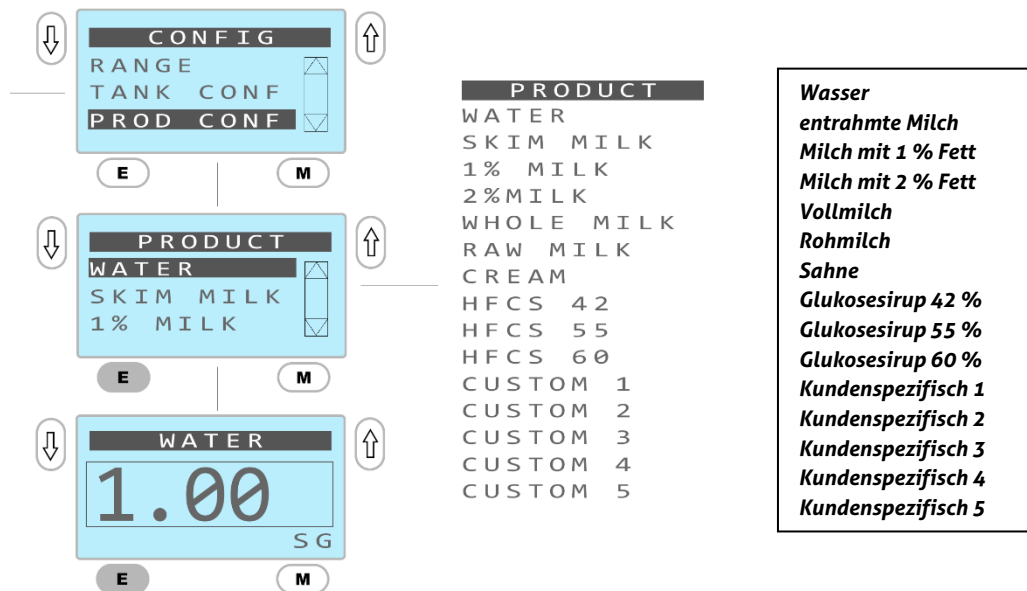 CONFIG
RANGE
TANK CONF
PROD CONF
E
M
PRODUCT
WATER
SKIM MILK
1% MILK
E
M
WATER
1.00
SG
E
M
PRODUCT
WATER
SKIM MILK
1% MILK
2%MILK
WHOLE MILK
RAW MILK
CREAM
HFCS 42
HFCS 55
HFCS 60
CUSTOM 1
CUSTOM 2
CUSTOM 3
CUSTOM 4
CUSTOM 5
Wasser
entrahmte Milch
Milch mit 1 % Fett
Milch mit 2 % Fett
Vollmilch
Rohmilch
Sahne
Glukosesirup 42 %
Glukosesirup 55 %
Glukosesirup 60 %
Kundenspezifisch 1
Kundenspezifisch 2
Kundenspezifisch 3
Kundenspezifisch 4
Kundenspezifisch 5